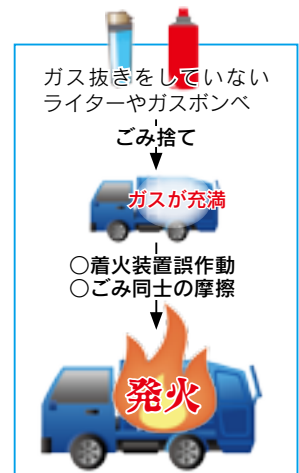 ガス抜きをしていない
ライターやガスボンベ
ごみ捨て
ガスが充満
○着火装置誤作動
○ごみ同士の摩擦
発火